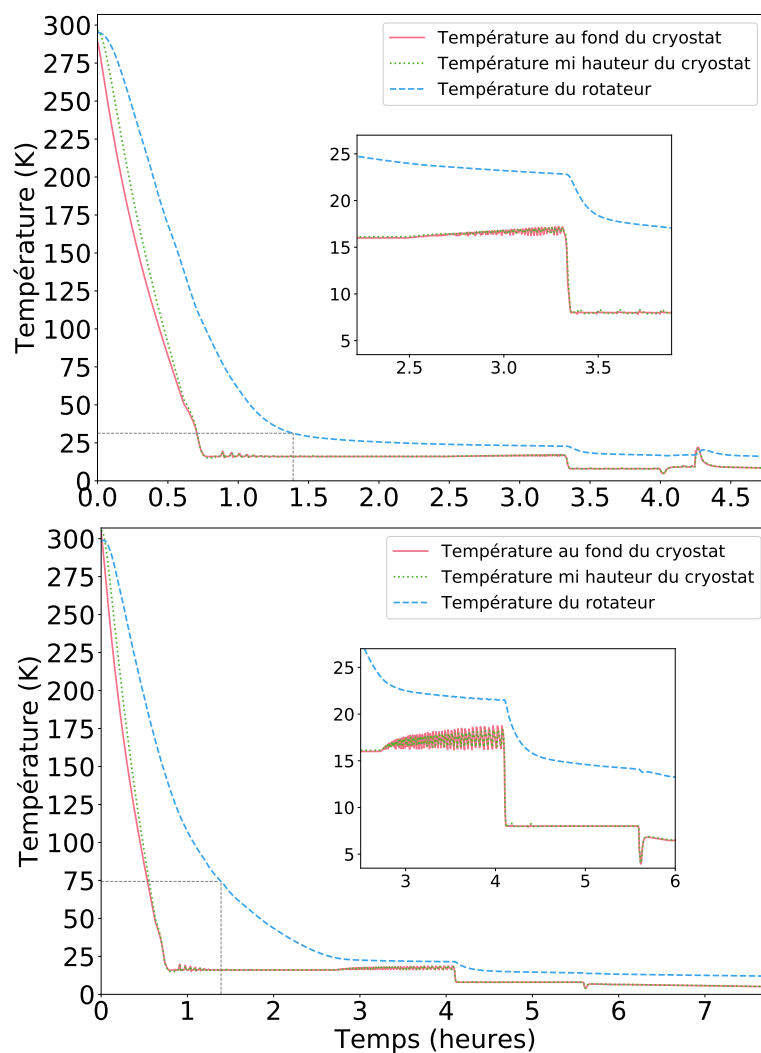 300
275
250
225
200
175
150
125
100
75
50
25
0
Température (K)
Température au fond du cryostat
Température mi hauteur du cryostat
Température du rotateur
25
20
15
10
5
2.5 3.0 3.5
0.0 0.5 1.0 1.5 2.0 2.5 3.0 3.5 4.0 4.5
300
275
250
225
200
175
150
125
100
75
50
25
0
Température (K)
Température au fond du cryostat
Température mi hauteur du cryostat
Température du rotateur
25
20
15
10
5
3 4 5 6
0 1 2 3 4 5 6 7
Temps (heures)